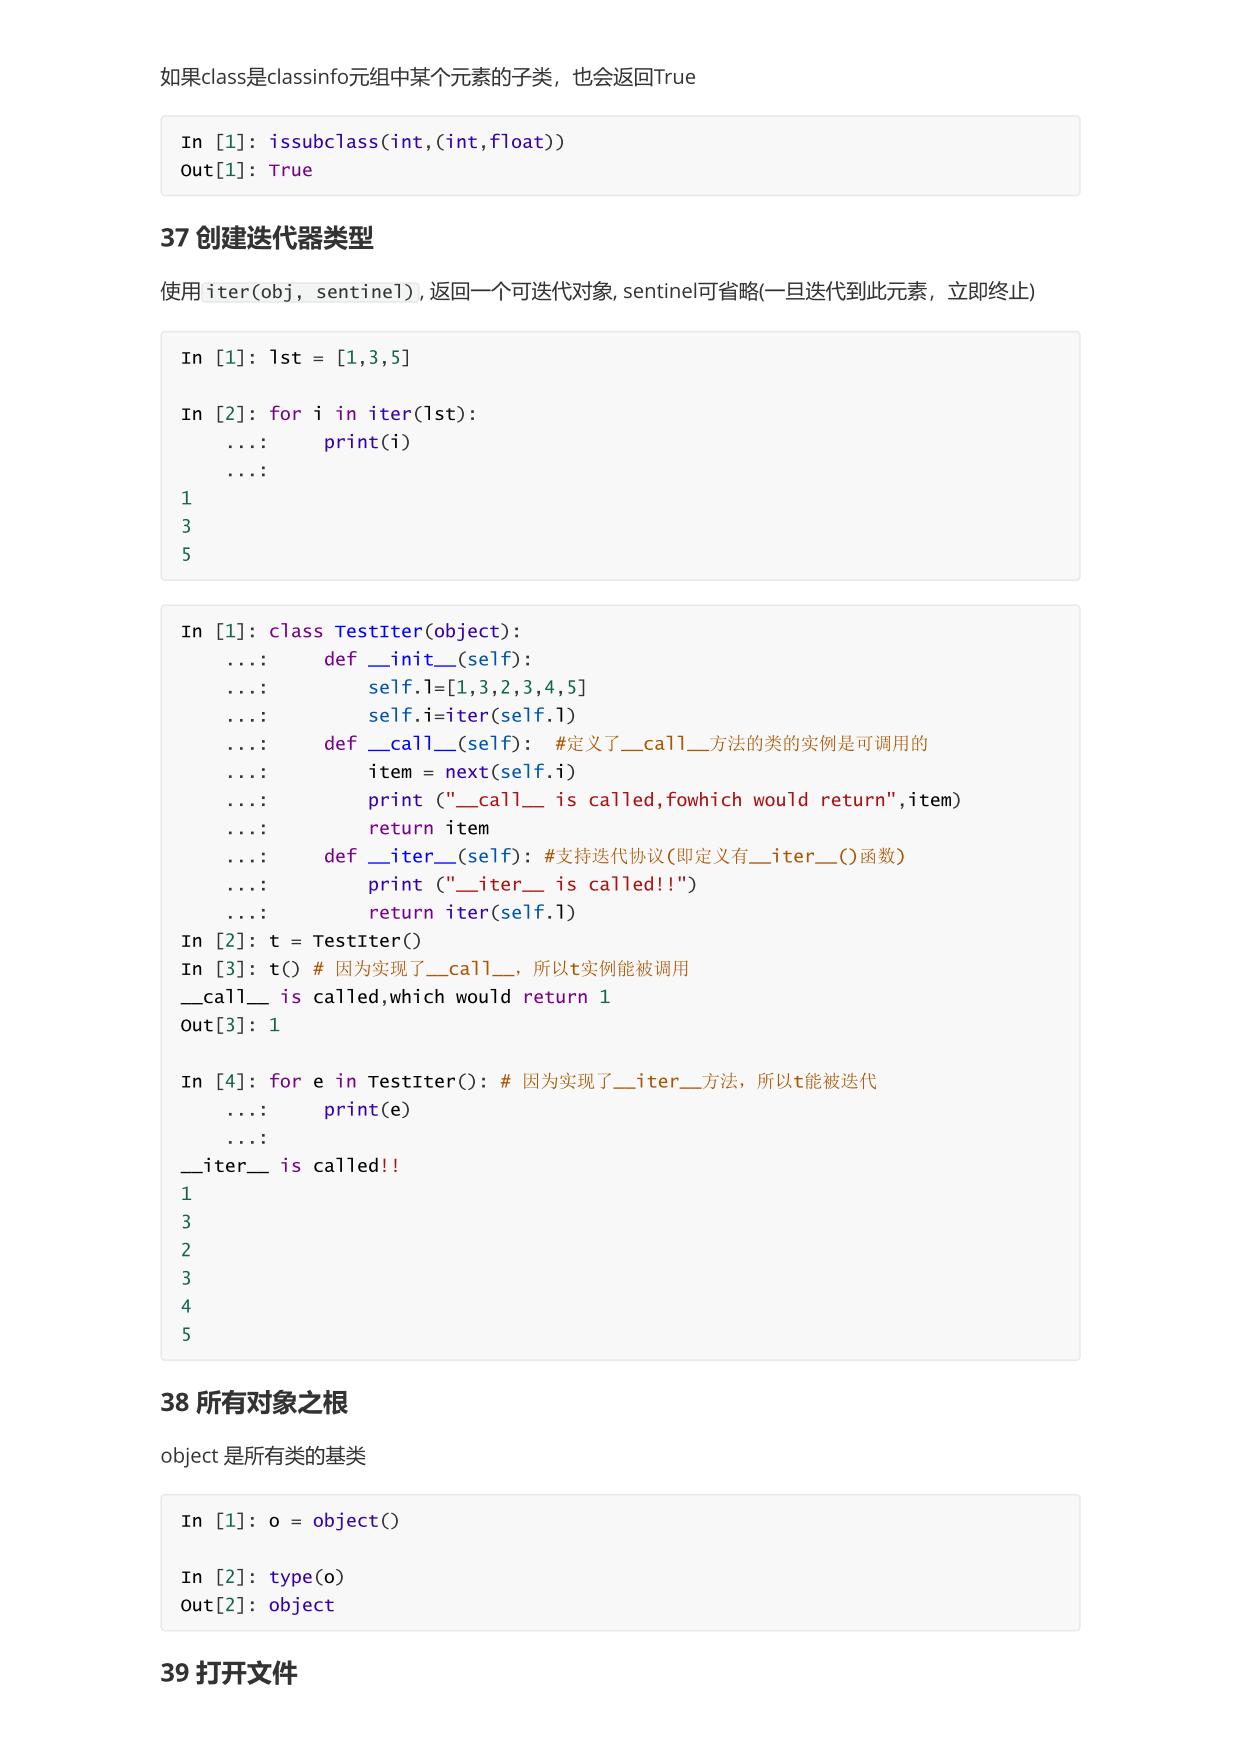 如果class是classinfo元组中某个元素的子类，也会返回True
In [1]: issubclass(int,(int,float))
Out[1]: True
37 创建迭代器类型
使用iter(obj, sentinel) , 返回一个可迭代对象, sentinel可省略(一旦迭代到此元素，立即终止)
In [1]: lst = [1,3,5]
In [2]: for i in iter(lst):
    ...:     print(i)
    ...:
1
3
5
In [1]: class TestIter(object):
    ...:     def __init__(self):
    ...:         self.l=[1,3,2,3,4,5]
    ...:         self.i=iter(self.l)
    ...:     def __call__(self):  #定义了__call__方法的类的实例是可调用的
    ...:         item = next(self.i)
    ...:         print ("__call__ is called,fowhich would return",item)
    ...:         return item
    ...:     def __iter__(self): #支持迭代协议(即定义有__iter__()函数)
    ...:         print ("__iter__ is called!!")
    ...:         return iter(self.l)
In [2]: t = TestIter()
In [3]: t() # 因为实现了__call__，所以t实例能被调用
__call__ is called,which would return 1
Out[3]: 1
In [4]: for e in TestIter(): # 因为实现了__iter__方法，所以t能被迭代
    ...:     print(e)
    ...:
__iter__ is called!!
1
3
2
3
4
5
38 所有对象之根
object 是所有类的基类
In [1]: o = object()
In [2]: type(o)
Out[2]: object
39 打开文件